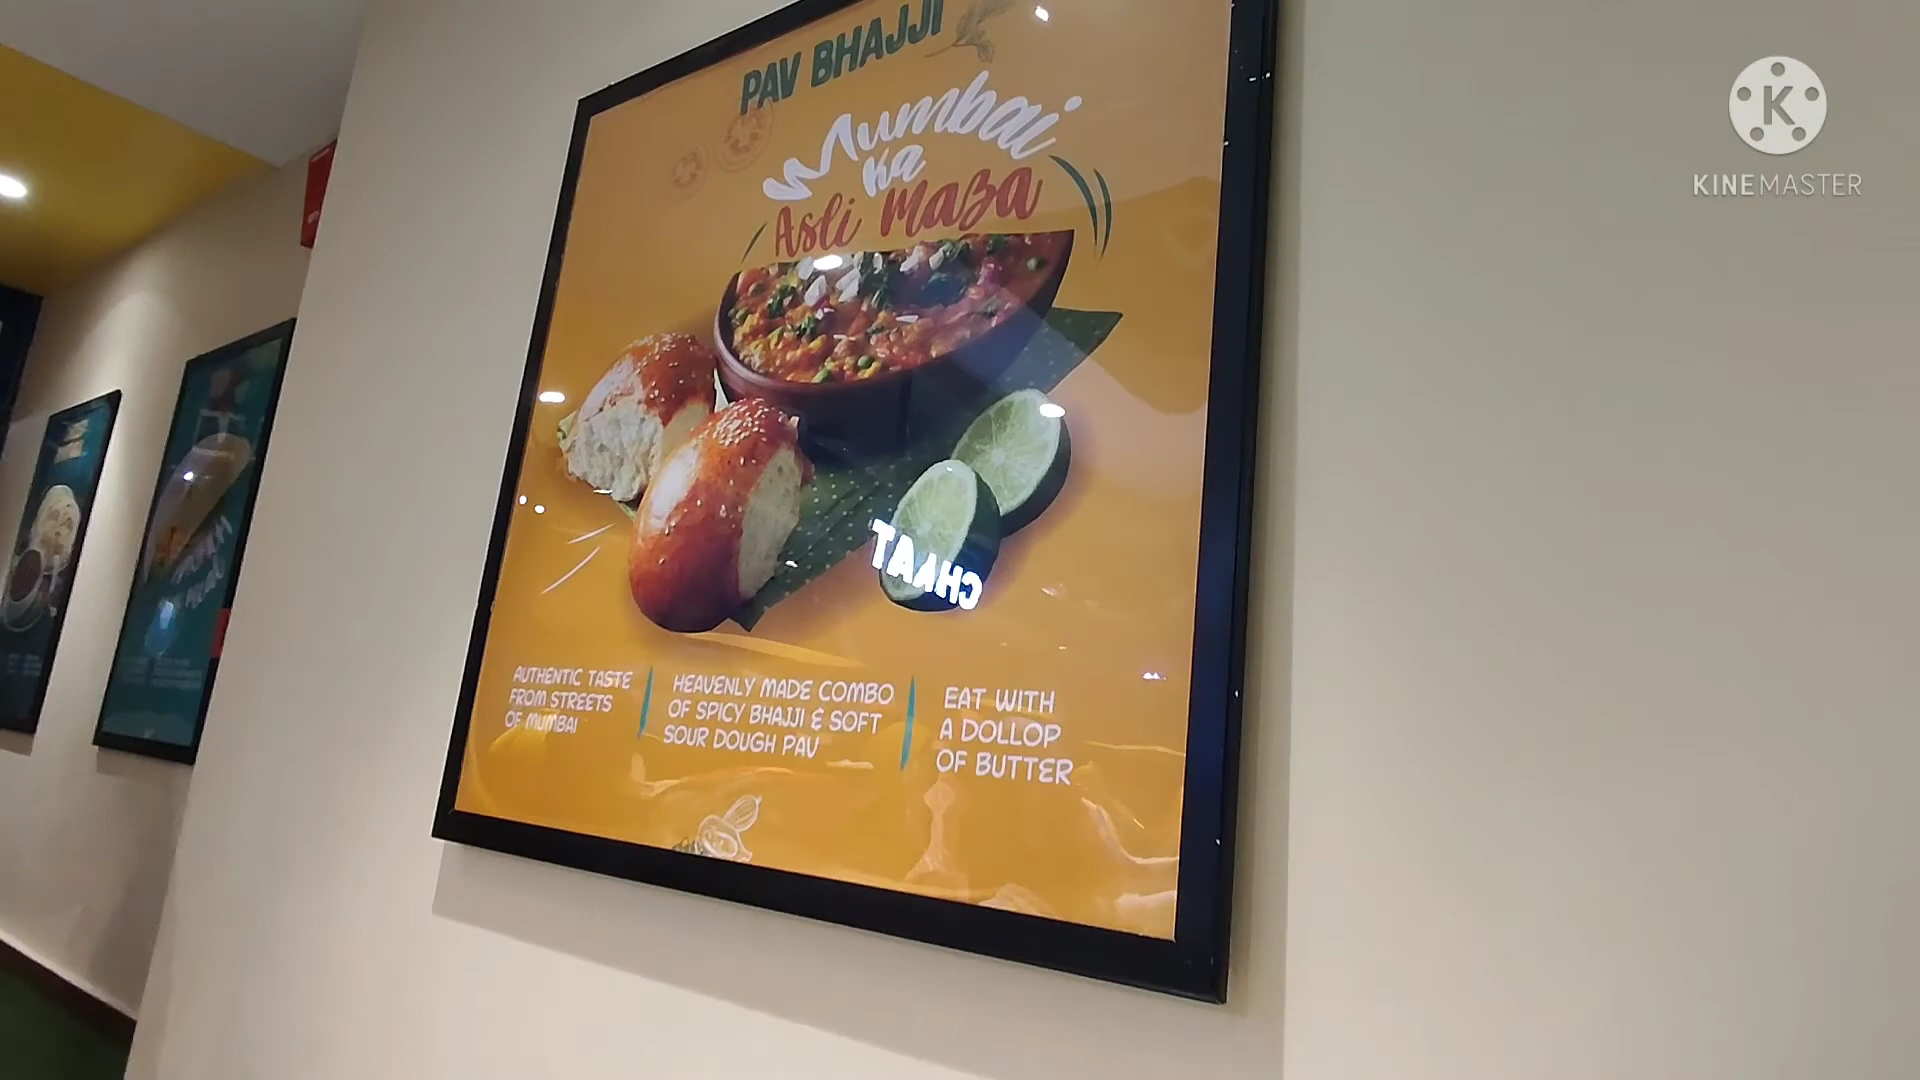 PAV BHAJJI
Mumbai
Ka
Asli Maza
CHAAT
AUTHENTIC TASTE
FROM STREETS
OF MUMBAI
HEAVENLY MADE COMBO
OF SPICY BHAJJI & SOFT
SOUR DOUGH PAV
EAT WITH
A DOLLOP
OF BUTTER
K
KINEMASTER